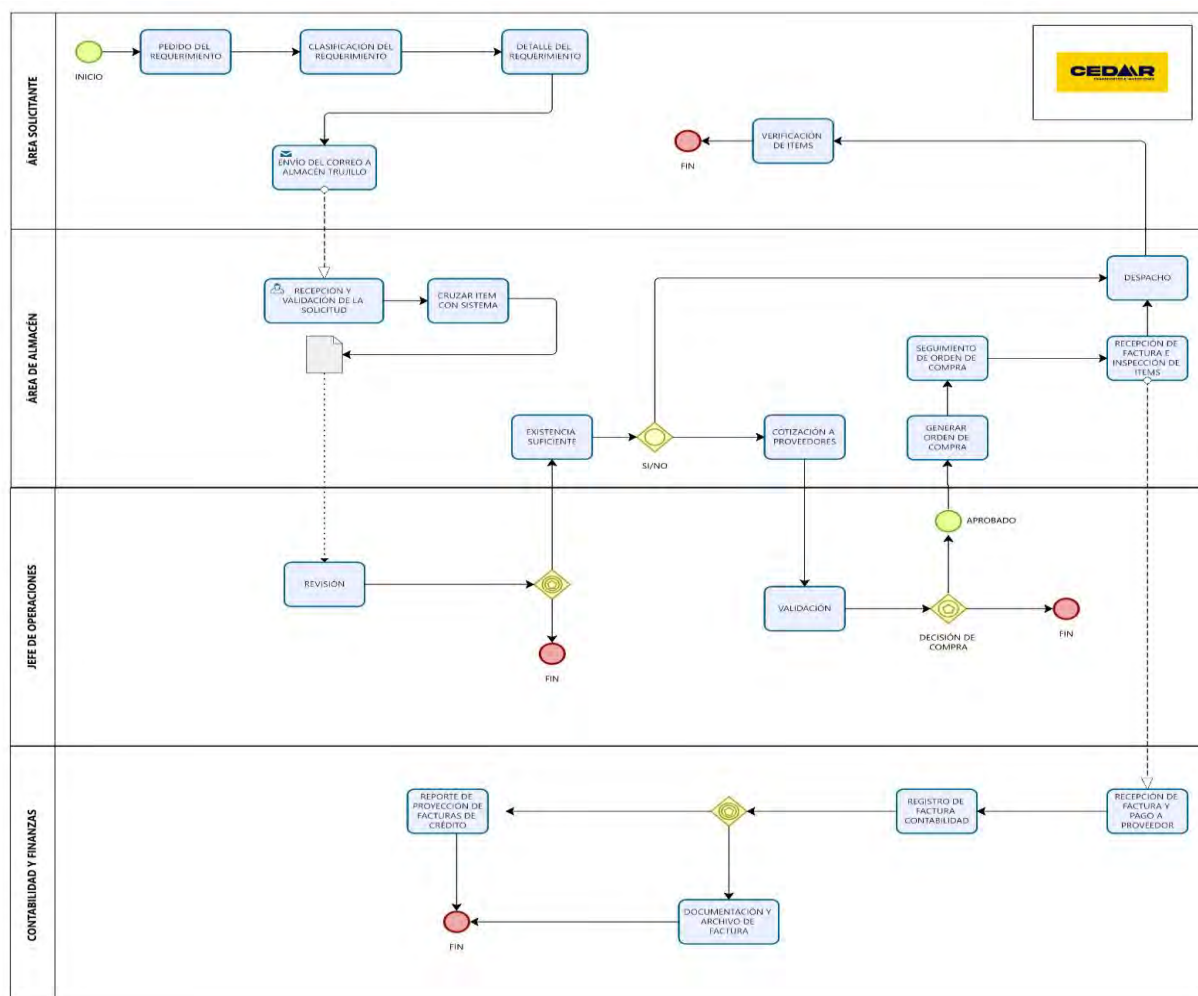 ÁREA SOLICITANTE
INICIO
PEDIDO DEL
REQUERIMIENTO
CLASIFICACIÓN DEL
REQUERIMIENTO
DETALLE DEL
REQUERIMIENTO
CEDAR
ENVÍO DEL CORREO A
ALMACÉN TRUJILLO
FIN
VERIFICACIÓN
DE ITEMS
ÁREA DE ALMACÉN
RECEPCIÓN Y
VALIDACIÓN DE LA
SOLICITUD
CRUZAR ITEM
CON SISTEMA
DESPACHO
SEGUIMIENTO
DE ORDEN DE
COMPRA
RECEPCIÓN DE
FACTURA E
INSPECCIÓN DE
ITEMS
EXISTENCIA
SUFICIENTE
SI/NO
COTIZACIÓN A
PROVEEDORES
GENERAR
ORDEN DE
COMPRA
JEFE DE OPERACIONES
APROBADO
REVISIÓN
FIN
VALIDACIÓN
DECISIÓN DE
COMPRA
FIN
CONTABILIDAD Y FINANZAS
REPORTE DE
PROYECCIÓN DE
FACTURAS DE
CRÉDITO
REGISTRO DE
FACTURA
CONTABILIDAD
RECEPCIÓN DE
FACTURA Y
PAGO A
PROVEEDOR
FIN
DOCUMENTACIÓN Y
ARCHIVO DE
FACTURA